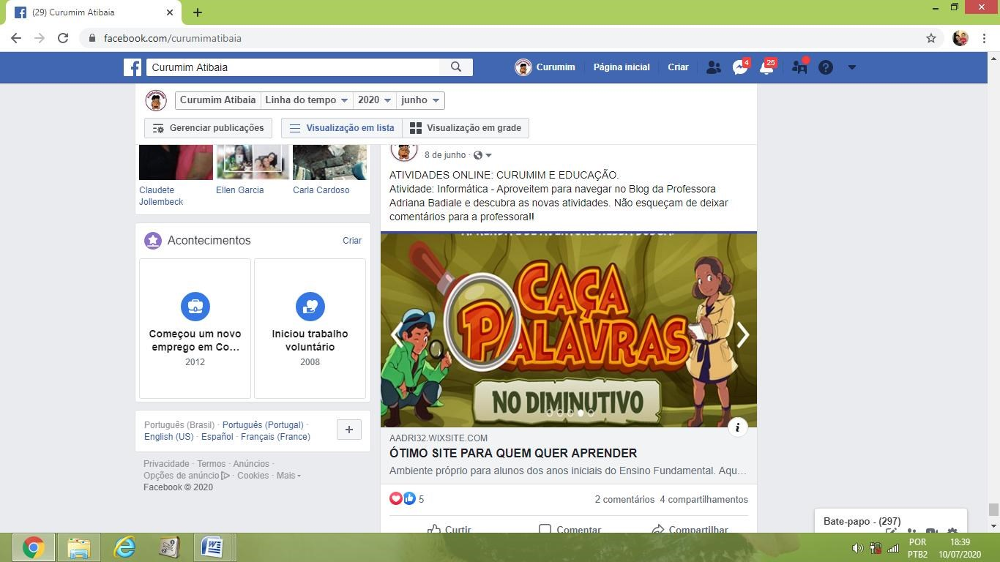 (29) Curumim Atibaia
facebook.com/curumimatibaia
Curumim Atibaia
Curumim
Página inicial
Criar
4
25
Curumim Atibaia
Linha do tempo
2020
junho
Gerenciar publicações
Visualização em lista
Visualização em grade
Claudete Jollembeck
Ellen Garcia
Carla Cardoso
Acontecimentos
Criar
Começou um novo
emprego em Co...
2012
Iniciou trabalho
voluntário
2008
Português (Brasil) · Português (Portugal) ·
English (US) · Español · Français (France)
Privacidade · Termos · Anúncios ·
Opções de anúncio · Cookies · Mais
Facebook © 2020
8 de junho ·
ATIVIDADES ONLINE: CURUMIM E EDUCAÇÃO.
Atividade: Informática - Aproveitem para navegar no Blog da Professora
Adriana Badiale e descubra as novas atividades. Não esqueçam de deixar
comentários para a professora!!
CAÇA
PALAVRAS
NO DIMINUTIVO
AADRI32.WIXSITE.COM
ÓTIMO SITE PARA QUEM QUER APRENDER
Ambiente próprio para alunos dos anos iniciais do Ensino Fundamental. Aqu...
5
2 comentários 4 compartilhamentos
Curtir
Comentar
Compartilhar
Bate-papo - (297)
POR
PTB2
18:39
10/07/2020